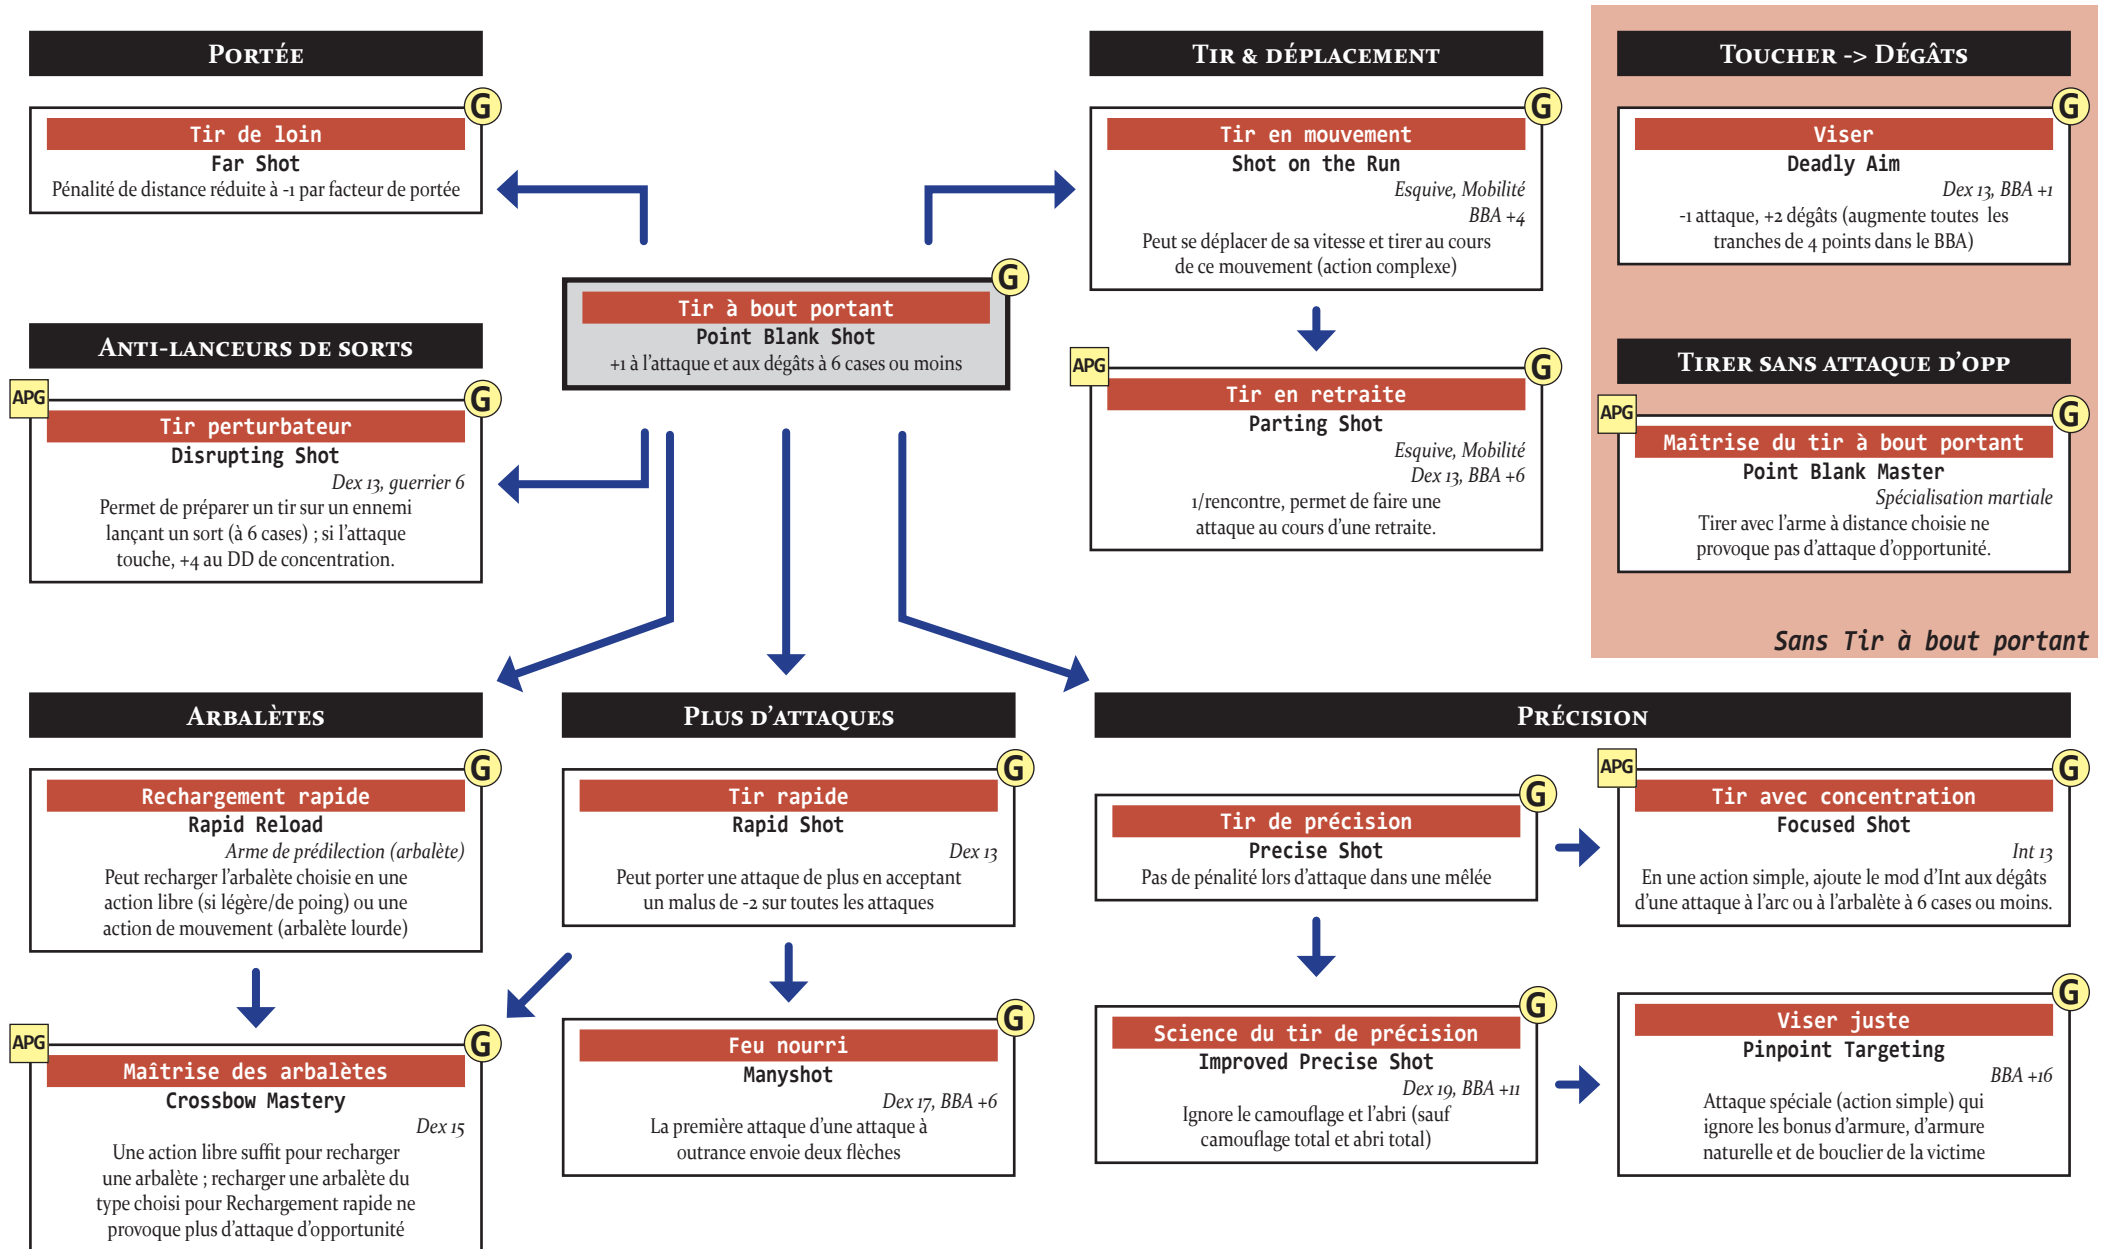 PORTÉE
G
Tir de loin
Far Shot
Pénalité de distance réduite à -1 par facteur de portée
ANTI-LANCEURS DE SORTS
APG
G
Tir perturbateur
Disrupting Shot
Dex 13, guerrier 6
Permet de préparer un tir sur un ennemi
lançant un sort (à 6 cases) ; si l'attaque
touche, +4 au DD de concentration.
G
Tir à bout portant
Point Blank Shot
+1 à l'attaque et aux dégâts à 6 cases ou moins
TIR & DÉPLACEMENT
G
Tir en mouvement
Shot on the Run
Esquive, Mobilité
BBA +4
Peut se déplacer de sa vitesse et tirer au cours
de ce mouvement (action complexe)
APG
G
Tir en retraite
Parting Shot
Esquive, Mobilité
Dex 13, BBA +6
1/rencontre, permet de faire une
attaque au cours d'une retraite.
TOUCHER -> DÉGÂTS
G
Viser
Deadly Aim
Dex 13, BBA +1
-1 attaque, +2 dégâts (augmente toutes les
tranches de 4 points dans le BBA)
TIRER SANS ATTAQUE D'OPP
APG
G
Maîtrise du tir à bout portant
Point Blank Master
Spécialisation martiale
Tirer avec l'arme à distance choisie ne
provoque pas d'attaque d'opportunité.
Sans Tir à bout portant
ARBALÈTES
G
Rechargement rapide
Rapid Reload
Arme de prédilection (arbalète)
Peut recharger l'arbalète choisie en une
action libre (si légère/de poing) ou une
action de mouvement (arbalète lourde)
APG
G
Maîtrise des arbalètes
Crossbow Mastery
Dex 15
Une action libre suffit pour recharger
une arbalète ; recharger une arbalète du
type choisi pour Rechargement rapide ne
provoque plus d'attaque d'opportunité
PLUS D'ATTAQUES
G
Tir rapide
Rapid Shot
Dex 13
Peut porter une attaque de plus en acceptant
un malus de -2 sur toutes les attaques
G
Feu nourri
Manyshot
Dex 17, BBA +6
La première attaque d'une attaque à
outrance envoie deux flèches
PRÉCISION
G
Tir de précision
Precise Shot
Pas de pénalité lors d'attaque dans une mêlée
APG
G
Tir avec concentration
Focused Shot
Int 13
En une action simple, ajoute le mod d'Int aux dégâts
d'une attaque à l'arc ou à l'arbalète à 6 cases ou moins.
G
Science du tir de précision
Improved Precise Shot
Dex 19, BBA +11
Ignore le camouflage et l'abri (sauf
camouflage total et abri total)
G
Viser juste
Pinpoint Targeting
BBA +16
Attaque spéciale (action simple) qui
ignore les bonus d'armure, d'armure
naturelle et de bouclier de la victime